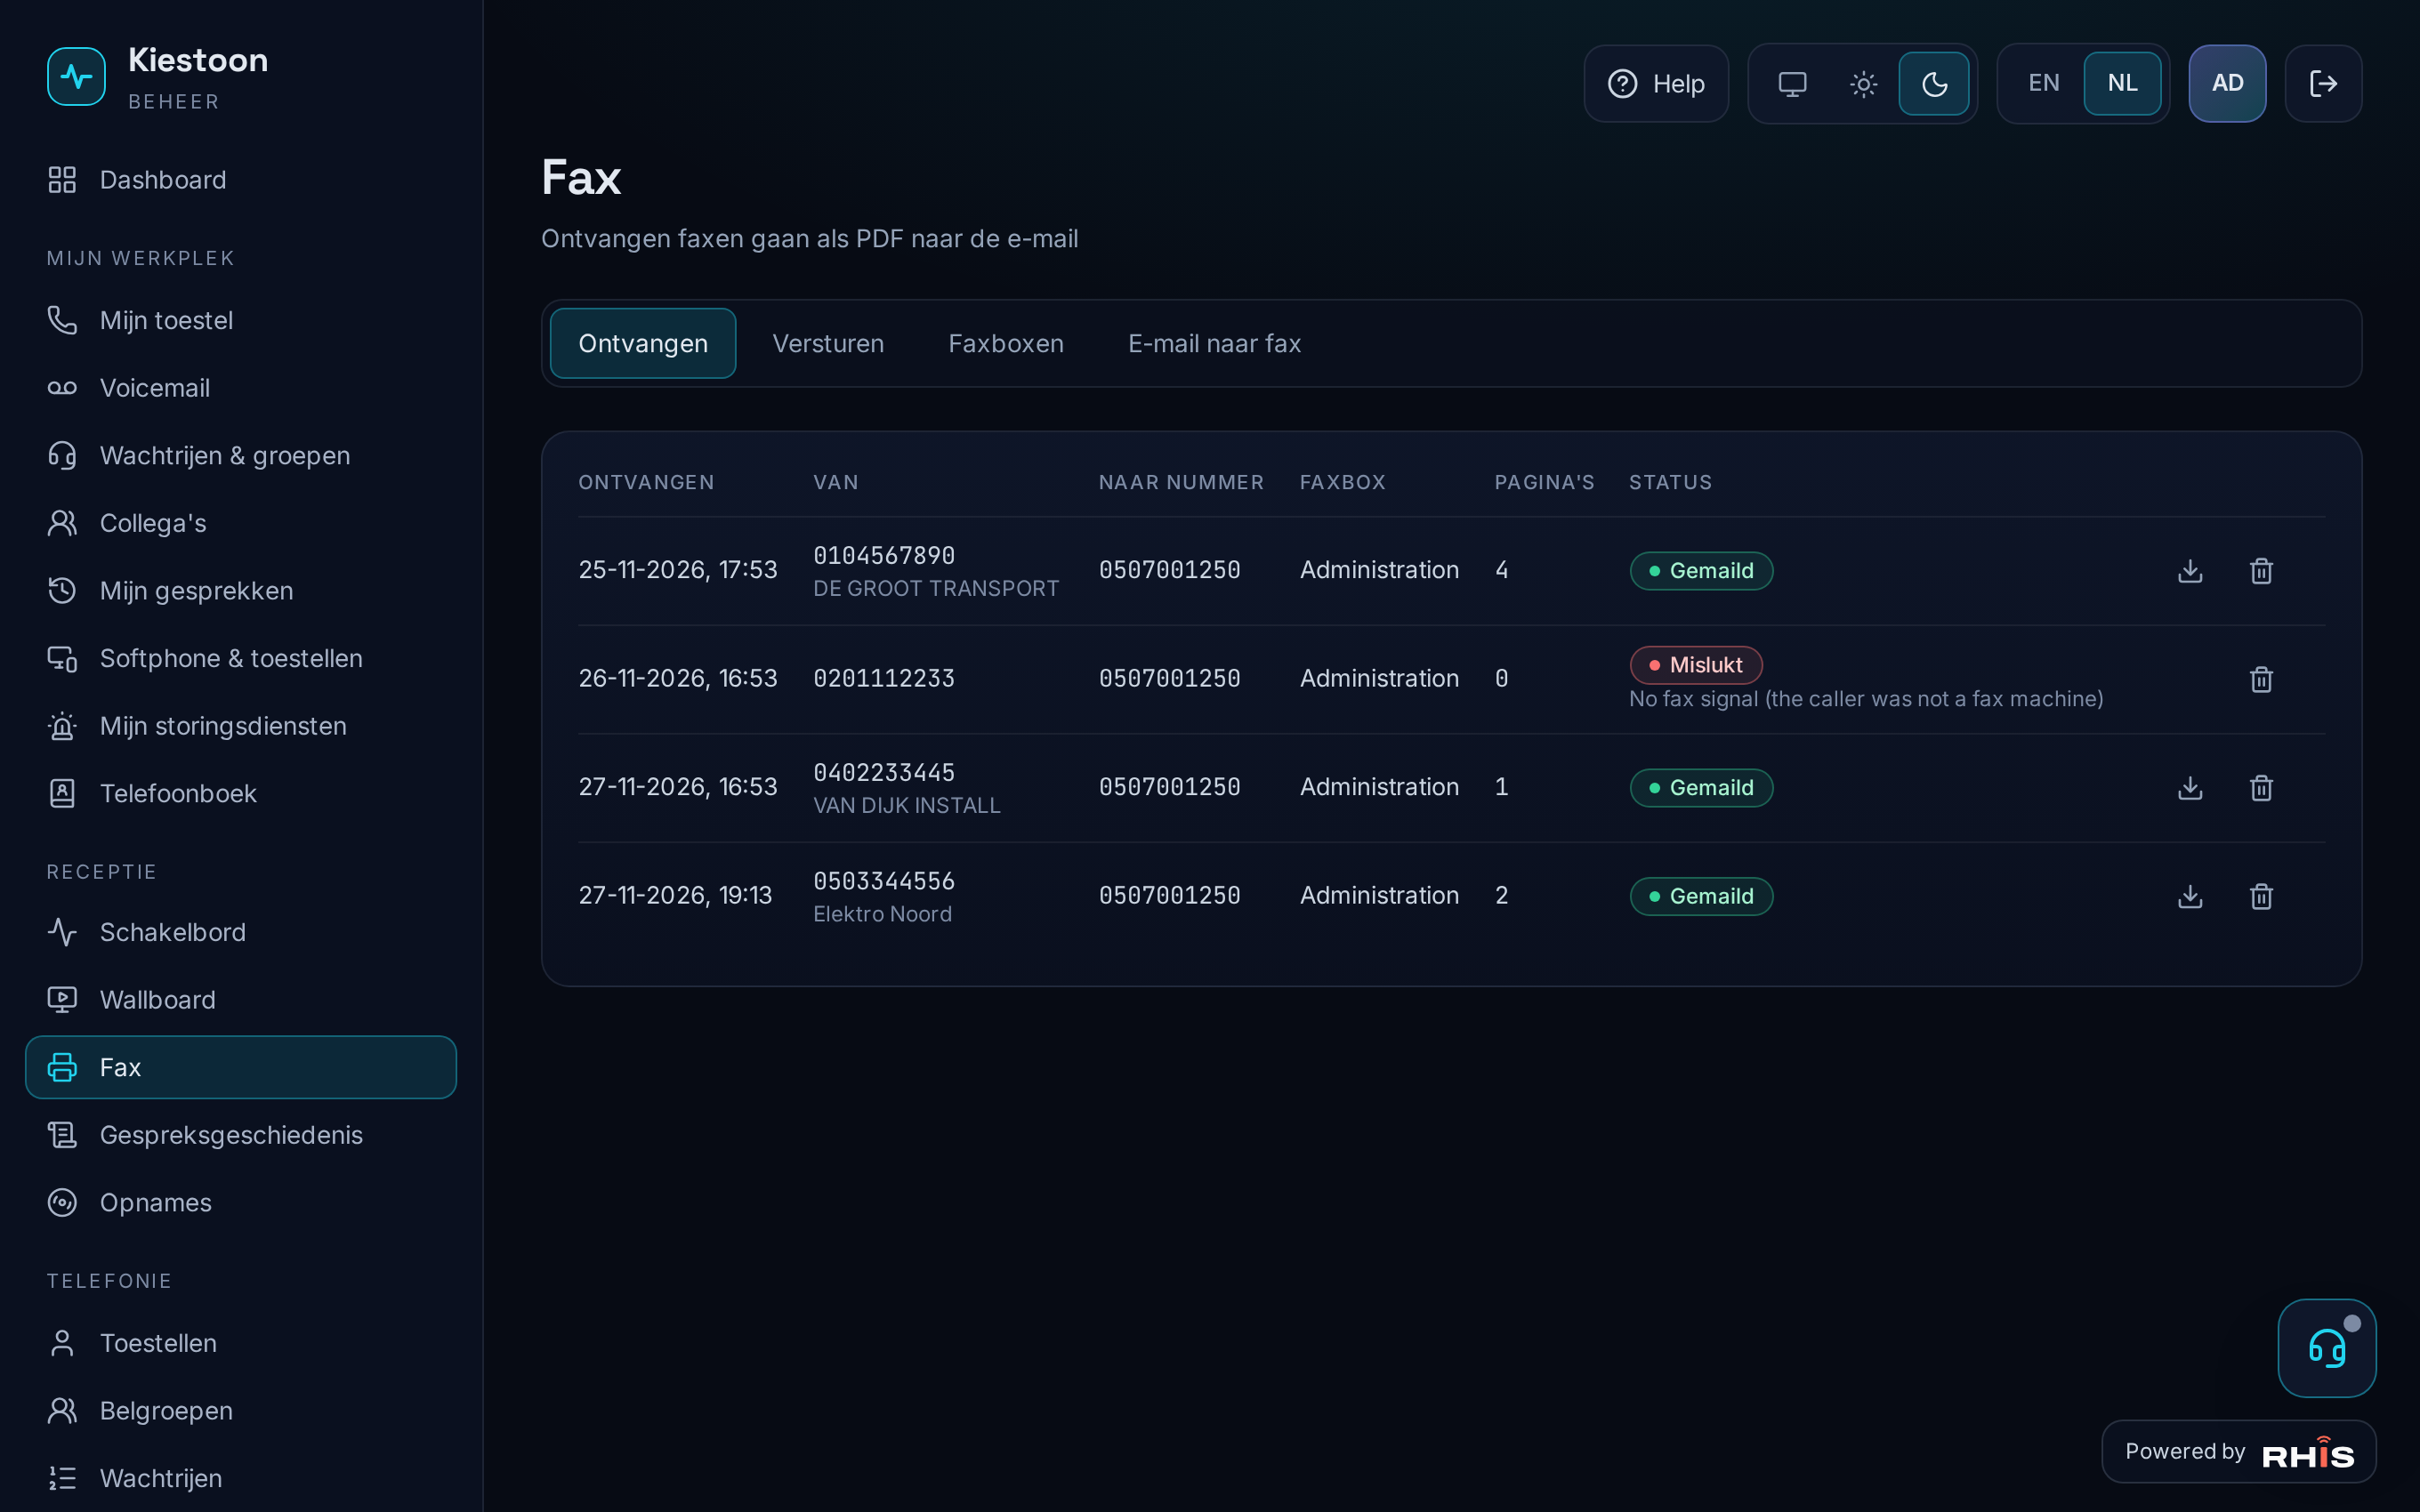 Kiestoon
BEHEER
Help
EN
NL
AD
Dashboard
MIJN WERKPLEK
Mijn toestel
Voicemail
Wachtrijen & groepen
Collega's
Mijn gesprekken
Softphone & toestellen
Mijn storingsdiensten
Telefoonboek
RECEPTIE
Schakelbord
Wallboard
Fax
Gespreksgeschiedenis
Opnames
TELEFONIE
Toestellen
Belgroepen
Wachtrijen
Fax
Ontvangen faxen gaan als PDF naar de e-mail
Ontvangen Versturen Faxboxen E-mail naar fax
ONTVANGEN VAN NAAR NUMMER FAXBOX PAGINA'S STATUS
25-11-2026, 17:53 0104567890 0507001250 Administration 4 Gemaild
DE GROOT TRANSPORT
26-11-2026, 16:53 0201112233 0507001250 Administration 0 Mislukt
No fax signal (the caller was not a fax machine)
27-11-2026, 16:53 0402233445 0507001250 Administration 1 Gemaild
VAN DIJK INSTALL
27-11-2026, 19:13 0503344556 0507001250 Administration 2 Gemaild
Elektro Noord
Powered by RHIS